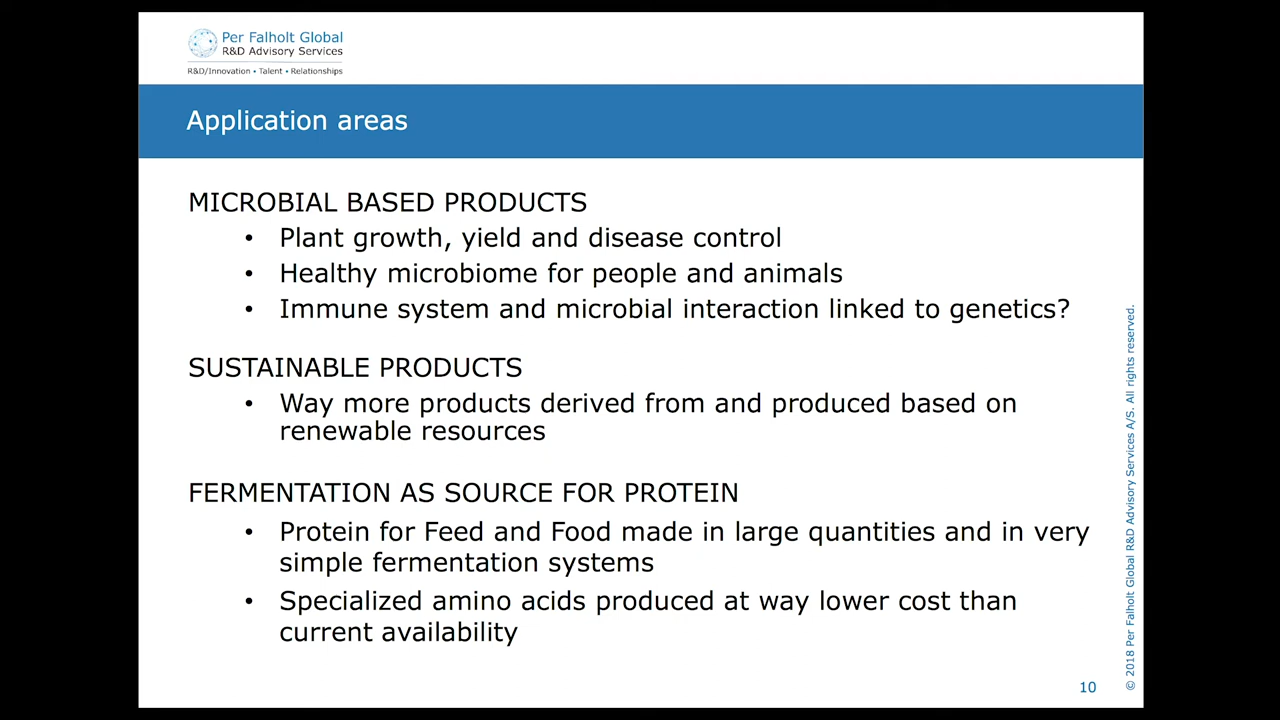 Per Falholt Global
R&D Advisory Services
R&D/Innovation • Talent • Relationships
Application areas
MICROBIAL BASED PRODUCTS
• Plant growth, yield and disease control
• Healthy microbiome for people and animals
• Immune system and microbial interaction linked to genetics?
SUSTAINABLE PRODUCTS
• Way more products derived from and produced based on
renewable resources
FERMENTATION AS SOURCE FOR PROTEIN
• Protein for Feed and Food made in large quantities and in very
simple fermentation systems
• Specialized amino acids produced at way lower cost than
current availability
10
© 2018 Per Falholt Global R&D Advisory Services A/S. All rights reserved.